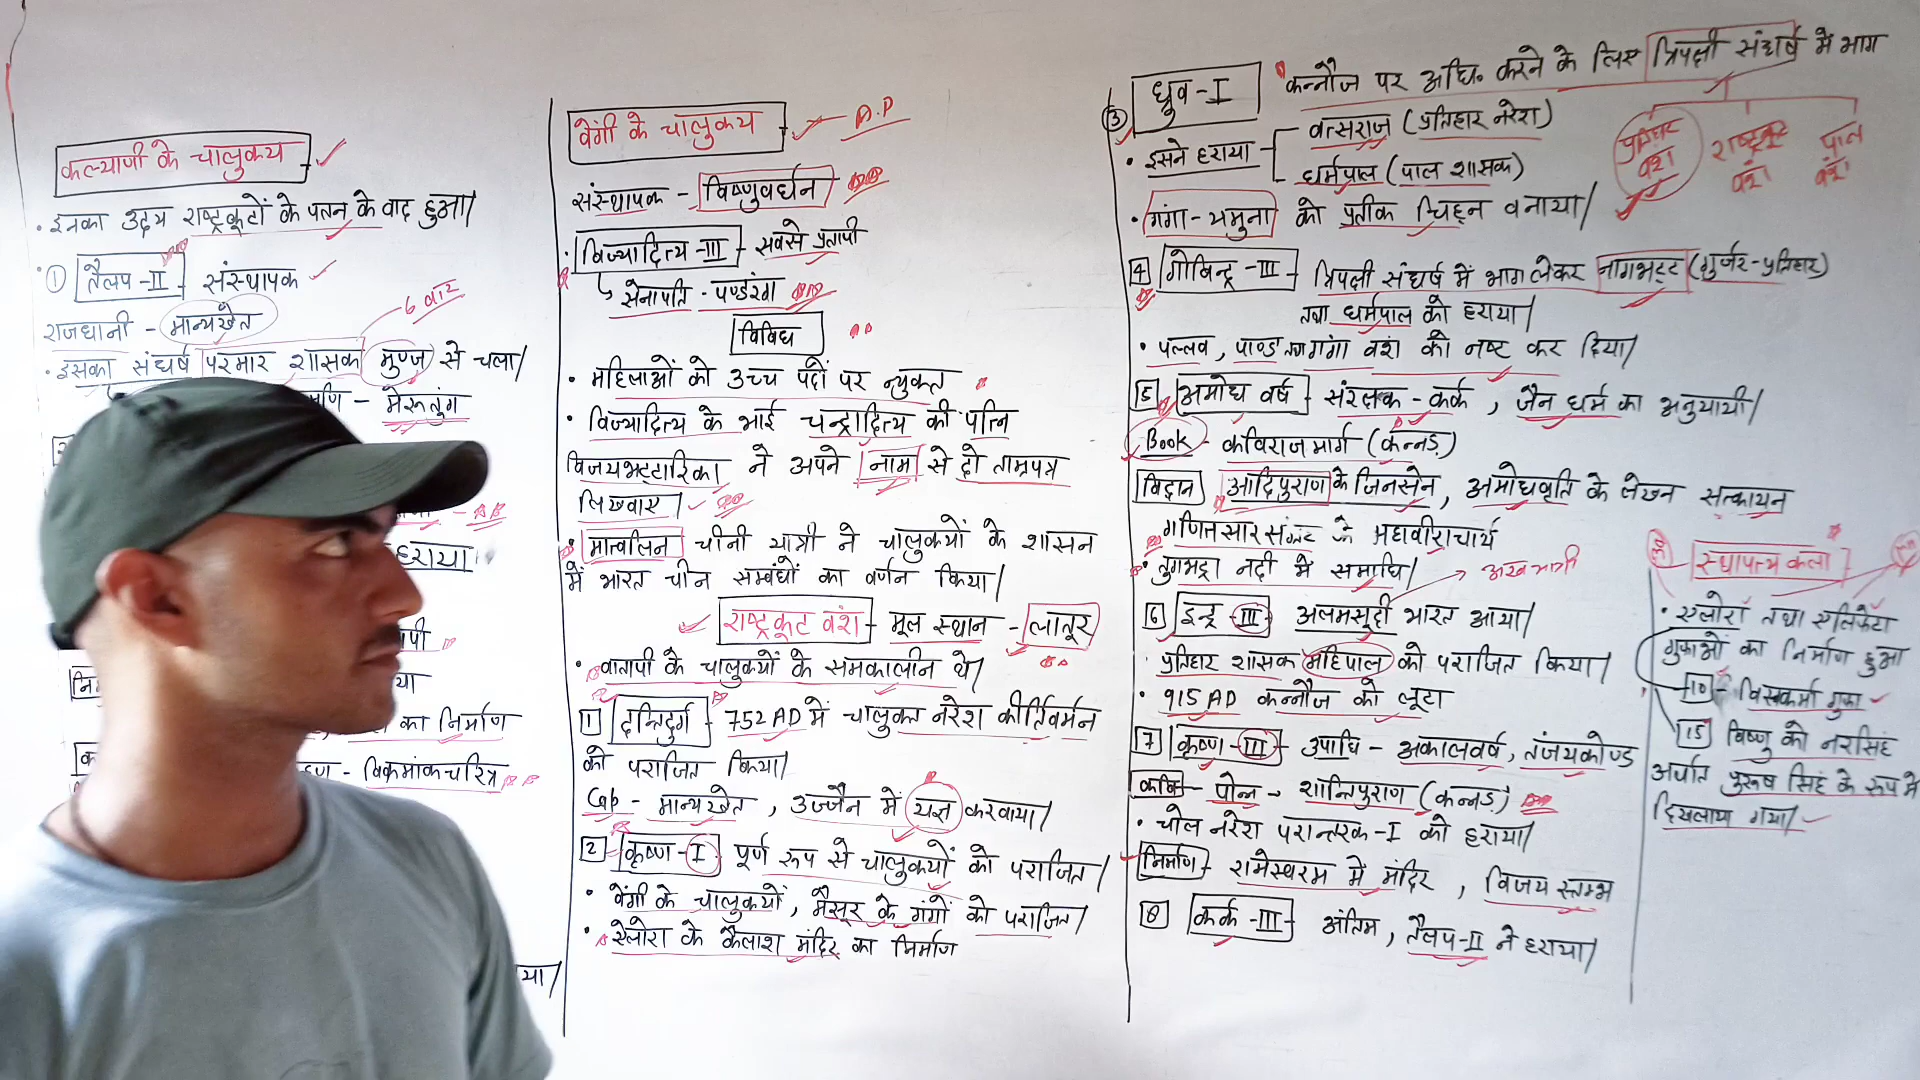 कल्याणी के चालुक्य
• इनका उदय राष्ट्रकूटों के पतन के वाद हुआ।
① तैलप-II संस्थापक
राजधानी - मान्यखेत
6 वार
• इसका संघर्ष परमार शासक मुण्ज से चला।
मेरूतुंग
हराया
का निर्माण
विक्रमांकचरित्र
या।
वेंगी के चालुक्य A.P
संस्थापक - विष्णुवर्धन
• विज्यादित्य-III - सबसे प्रतापी
सेनापति - पण्डरंग
विविध
• महिलाओं को उच्च पदों पर न्युक्त
• विज्यादित्य के भाई चन्द्रादित्य की पत्नि
विजयभट्टारिका ने अपने नाम से दो ताम्रपत्र
लिखवाए।
• मात्वालिन चीनी यात्री ने चालुक्यों के शासन
में भारत चीन सम्बंधों का वर्णन किया।
राष्ट्रकूट वंश - मूल स्थान - लातूर
• वातापी के चालुक्यों के समकालीन थे।
1 दन्तिदुर्ग - 752 AD में चालुक्त नरेश कीर्तिवर्मन
को पराजित किया।
Cap - मान्यखेत, उज्जैन में यज्ञ करवाया।
2 कृष्ण-I पूर्ण रूप से चालुक्यों को पराजित।
• वेंगी के चालुक्यों, मैसूर के गंगों को पराजित।
• ऐलोरा के कैलाश मंदिर का निर्माण
③ ध्रुव-I कन्नौज पर अधि. करने के लिए त्रिपक्षी संघर्ष में भाग
प्रतिहार वंश राष्ट्रकूट वंश पाल वंश
• इसने हराया - वत्सराज (प्रतिहार नरेश)
धर्मपाल (पाल शासक)
• गंगा-यमुना को प्रतीक चिह्न वनाया।
4 गोविन्द्र-III - त्रिपक्षी संघर्ष में भाग लेकर नागभट्ट (गुर्जर-प्रतिहार)
तथा धर्मपाल को हराया।
• पल्लव, पाण्ड तथा गंगा वंश को नष्ट कर दिया।
5 अमोघ वर्ष - संरक्षक - कर्क, जैन धर्म का अनुयायी।
Book - कविराजमार्ग (कन्नड़)
विद्वान आदिपुराण के जिनसेन, अमोघवृति के लेखन सत्कायन
गणितसार संग्रह के महावीराचार्य
• तुगभद्रा नदी में समाधि।
6 इन्द्र III अलमसूदी भारत आया।
• प्रतिहार शासक महिपाल को पराजित किया।
• 915 AD कन्नौज को लूटा
7 कृष्ण-III - उपाधि - अकालवर्ष, तंजयकोण्ड
कवि - पोन्न - शान्तिपुराण (कन्नड़)
• चोल नरेश परान्तक-I को हराया।
निर्माण - रामेस्वरम में मंदिर, विजय स्तम्भ
8 कर्क-III - अंतिम, तैलप-II ने हराया।
स्थापत्य कला
• एलोरा तथा एलिफेंटा
गुफाओं का निर्माण हुआ
10 - विस्वकर्मा गुफा
15 विष्णु को नरसिंह
अर्थात पुरूष सिंह के रूप में
दिखलाया गया।